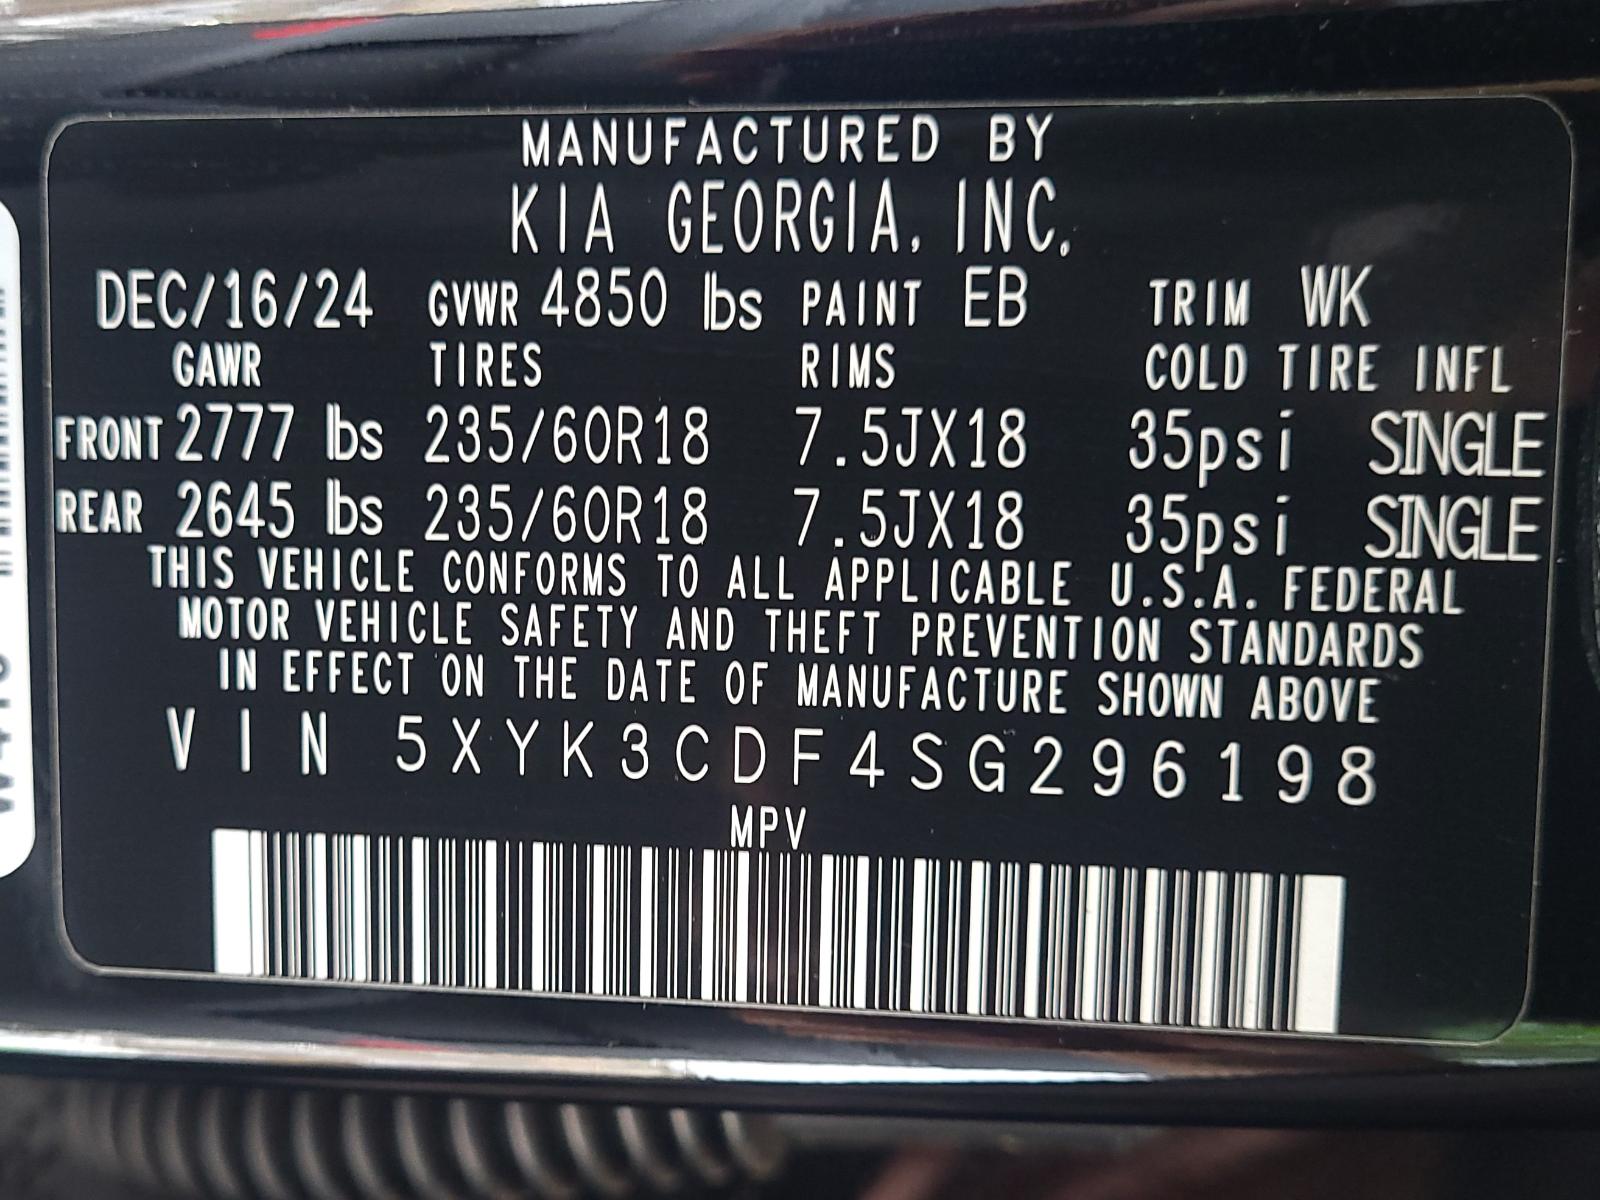 MANUFACTURED BY
KIA GEORGIA, INC.
DEC/16/24 GVWR 4850 lbs PAINT EB TRIM WK
GAWR TIRES RIMS COLD TIRE INFL
FRONT 2777 lbs 235/60R18 7.5JX18 35psi SINGLE
REAR 2645 lbs 235/60R18 7.5JX18 35psi SINGLE
THIS VEHICLE CONFORMS TO ALL APPLICABLE U.S.A. FEDERAL
MOTOR VEHICLE SAFETY AND THEFT PREVENTION STANDARDS
IN EFFECT ON THE DATE OF MANUFACTURE SHOWN ABOVE
VIN 5XYK3CDF4SG296198
MPV